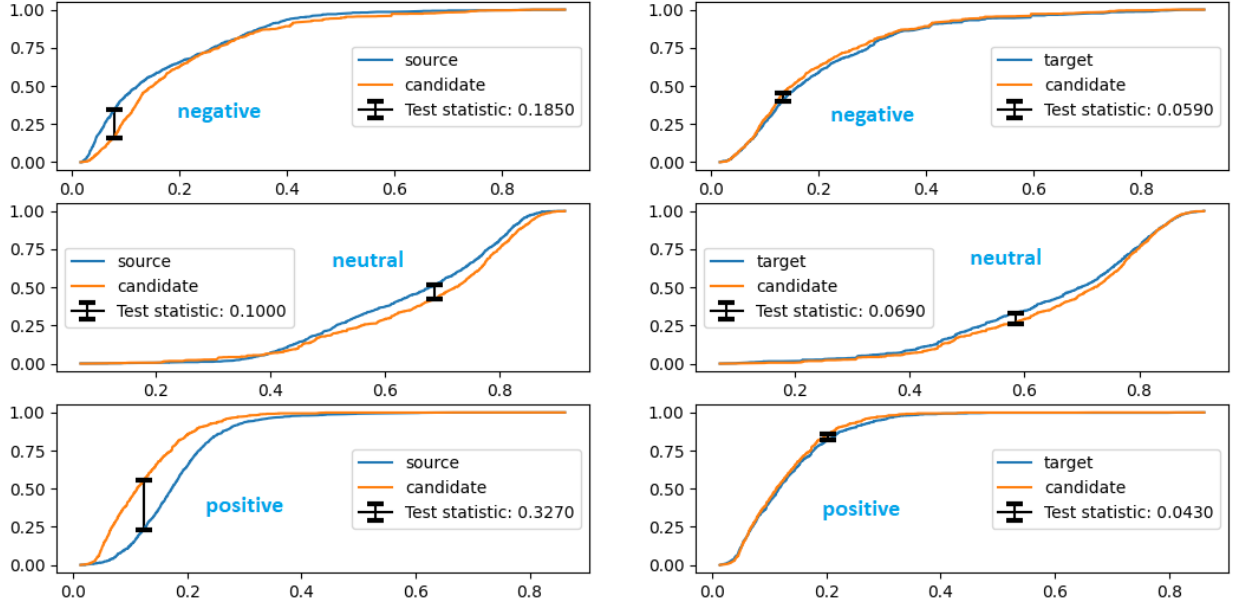 1.00
0.75
0.50
0.25
0.00
source
candidate
Test statistic: 0.1850
negative
0.0 0.2 0.4 0.6 0.8
1.00
0.75
0.50
0.25
0.00
target
candidate
Test statistic: 0.0590
negative
0.0 0.2 0.4 0.6 0.8
1.00
0.75
0.50
0.25
0.00
source
candidate
Test statistic: 0.1000
neutral
0.2 0.4 0.6 0.8
1.00
0.75
0.50
0.25
0.00
target
candidate
Test statistic: 0.0690
neutral
0.2 0.4 0.6 0.8
1.00
0.75
0.50
0.25
0.00
source
candidate
Test statistic: 0.3270
positive
0.0 0.2 0.4 0.6 0.8
1.00
0.75
0.50
0.25
0.00
target
candidate
Test statistic: 0.0430
positive
0.0 0.2 0.4 0.6 0.8